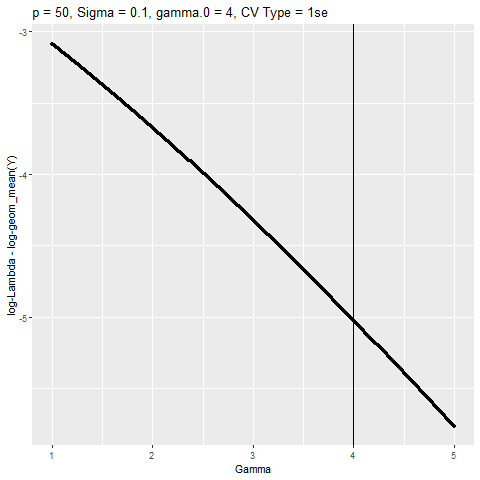 p = 50, Sigma = 0.1, gamma.0 = 4, CV Type = 1se
log-Lambda - log-geom_mean(Y)
-3
-4
-5
1 2 3 4 5
Gamma